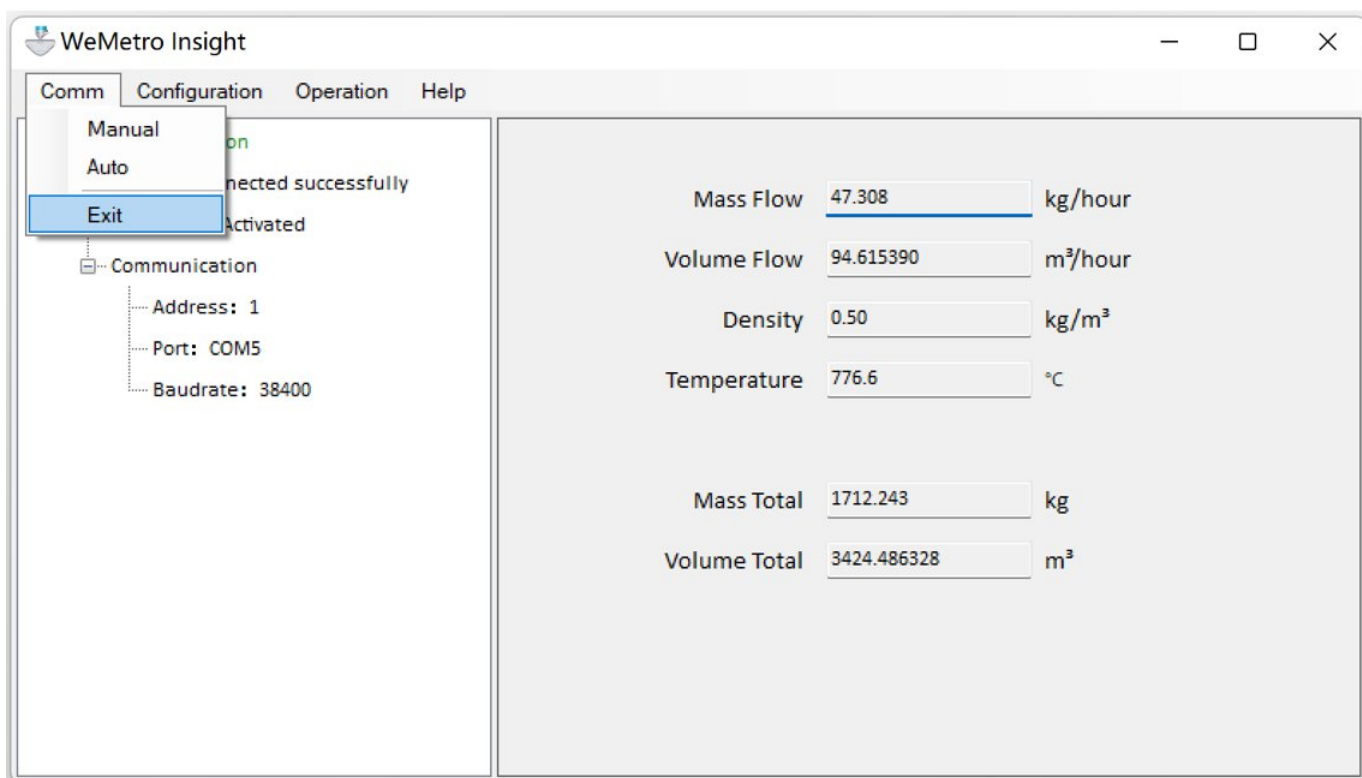 WeMetro Insight
Comm Configuration Operation Help
Manual
Auto
Exit
on
nected successfully
Activated
Communication
Address: 1
Port: COM5
Baudrate: 38400
Mass Flow 47.308 kg/hour
Volume Flow 94.615390 m³/hour
Density 0.50 kg/m³
Temperature 776.6 °C
Mass Total 1712.243 kg
Volume Total 3424.486328 m³